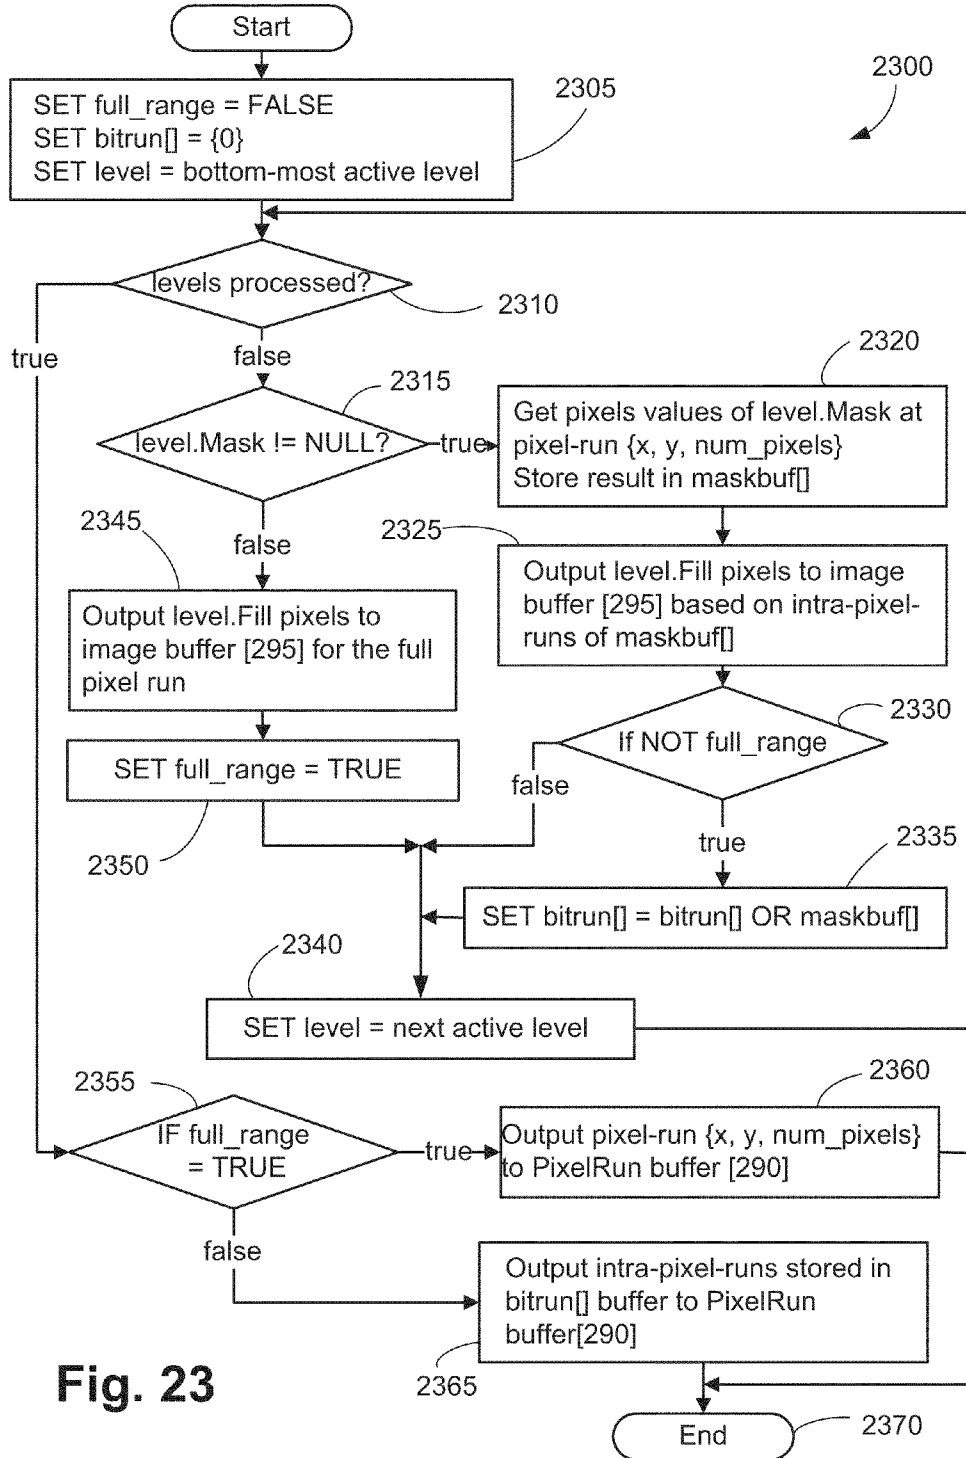 Start
2300
2305
SET full_range = FALSE
SET bitrun[] = {0}
SET level = bottom-most active level
levels processed?
2310
true
false
2315
level.Mask != NULL?
true
2320
Get pixels values of level.Mask at
pixel-run {x, y, num_pixels}
Store result in maskbuf[]
false
2345
2325
Output level.Fill pixels to
image buffer [295] for the full
pixel run
Output level.Fill pixels to image
buffer [295] based on intra-pixel-
runs of maskbuf[]
2330
If NOT full_range
SET full_range = TRUE
false
2350
true
2335
SET bitrun[] = bitrun[] OR maskbuf[]
2340
SET level = next active level
2355
IF full_range
= TRUE
true
2360
Output pixel-run {x, y, num_pixels}
to PixelRun buffer [290]
false
Output intra-pixel-runs stored in
bitrun[] buffer to PixelRun
buffer[290]
2365
Fig. 23
End
2370